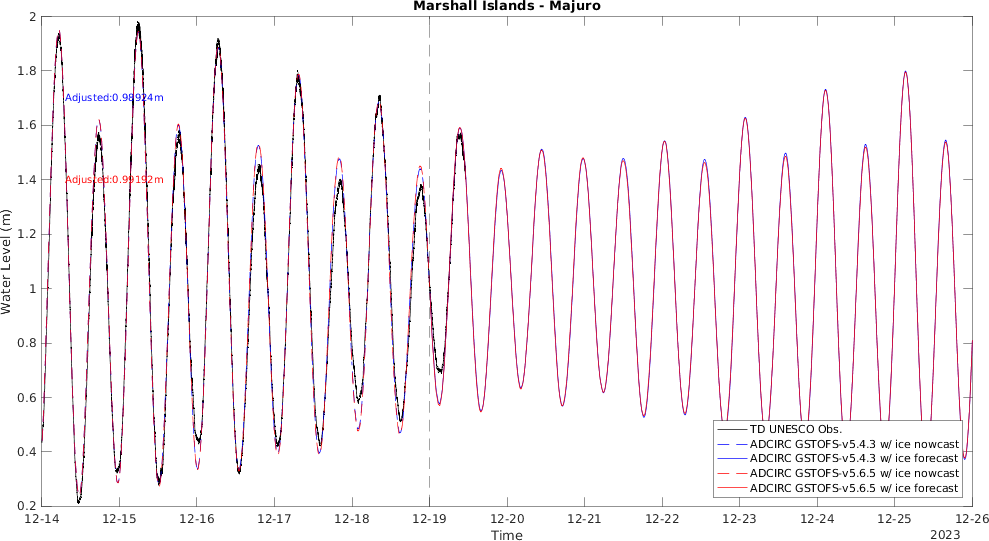 Marshall Islands - Majuro
Water Level (m)
2
1.8
1.6
1.4
1.2
1
0.8
0.6
0.4
0.2
Adjusted:0.98924m
Adjusted:0.99192m
TD UNESCO Obs.
ADCIRC GSTOFS-v5.4.3 w/ ice nowcast
ADCIRC GSTOFS-v5.4.3 w/ ice forecast
ADCIRC GSTOFS-v5.6.5 w/ ice nowcast
ADCIRC GSTOFS-v5.6.5 w/ ice forecast
12-14 12-15 12-16 12-17 12-18 12-19 12-20 12-21 12-22 12-23 12-24 12-25 12-26
Time
2023